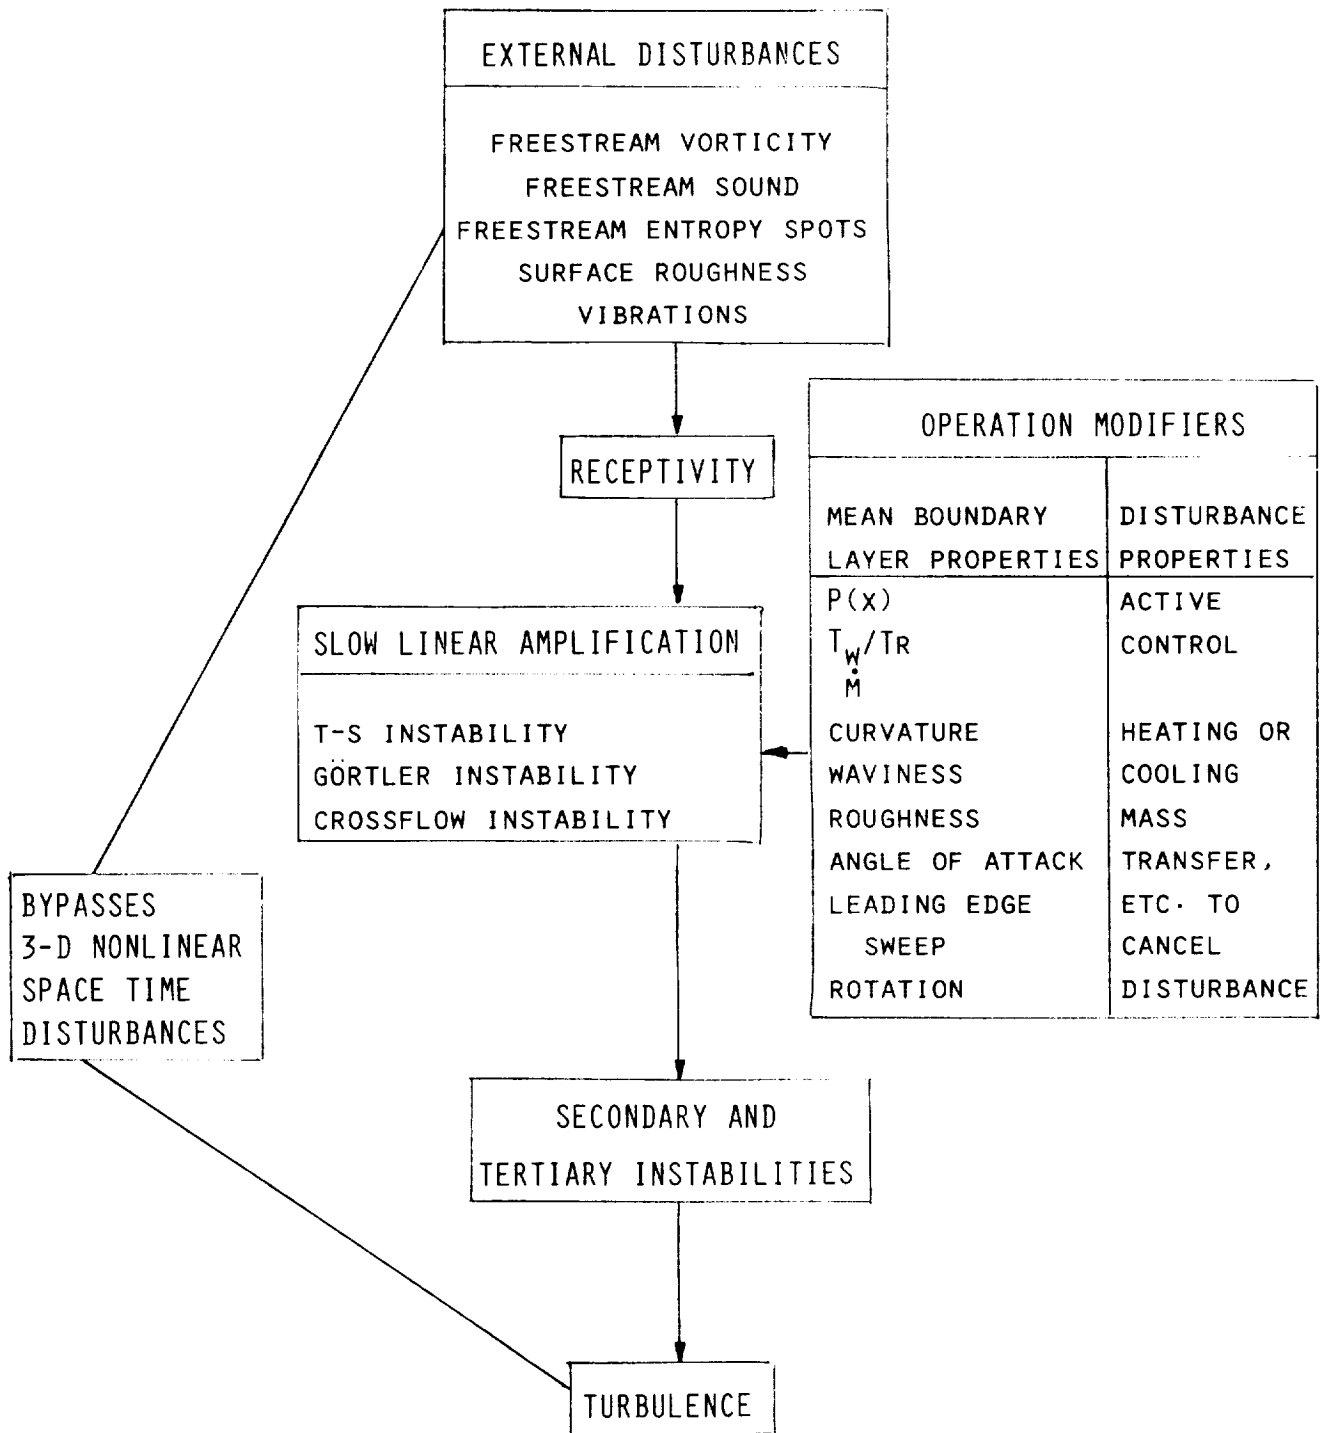 EXTERNAL DISTURBANCES
FREESTREAM VORTICITY
FREESTREAM SOUND
FREESTREAM ENTROPY SPOTS
SURFACE ROUGHNESS
VIBRATIONS
RECEPTIVITY
OPERATION MODIFIERS
MEAN BOUNDARY
LAYER PROPERTIES
P(X)
T_W/TR
Ṁ
CURVATURE
WAVINESS
ROUGHNESS
ANGLE OF ATTACK
LEADING EDGE
SWEEP
ROTATION
DISTURBANCE
PROPERTIES
ACTIVE
CONTROL
HEATING OR
COOLING
MASS
TRANSFER,
ETC. TO
CANCEL
DISTURBANCE
SLOW LINEAR AMPLIFICATION
T-S INSTABILITY
GÖRTLER INSTABILITY
CROSSFLOW INSTABILITY
BYPASSES
3-D NONLINEAR
SPACE TIME
DISTURBANCES
SECONDARY AND
TERTIARY INSTABILITIES
TURBULENCE